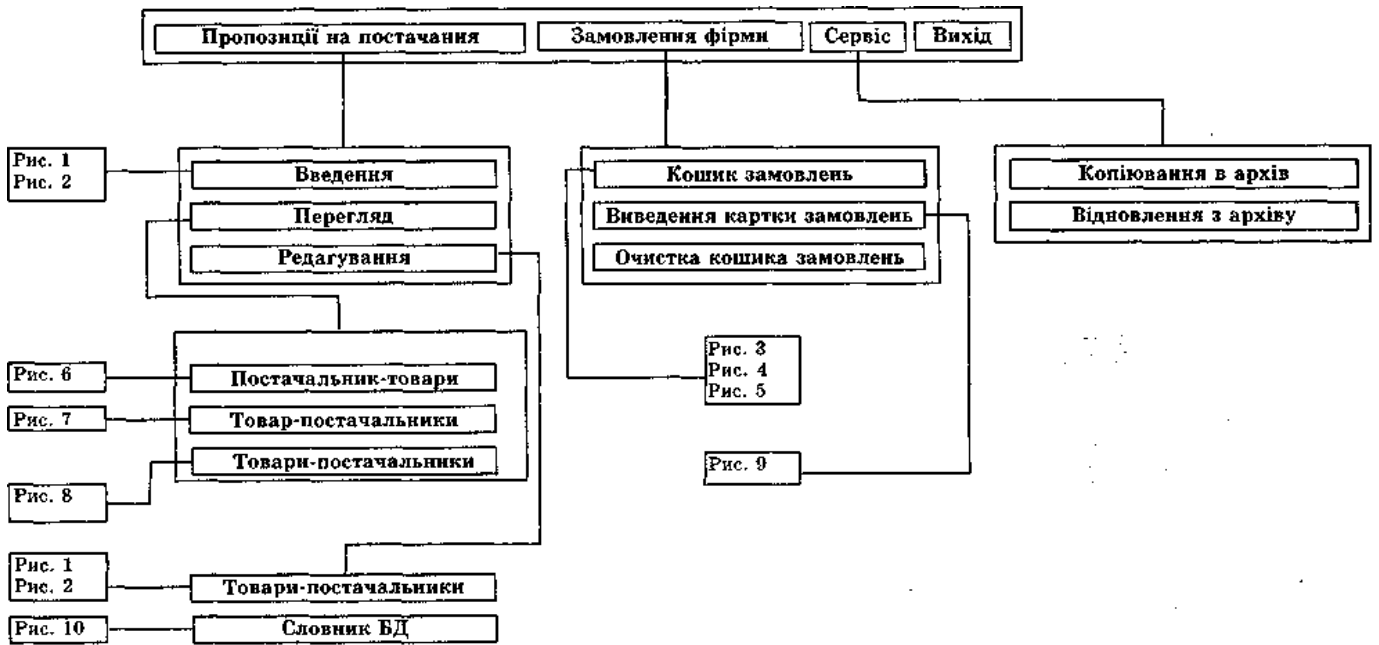 Пропозиції на постачання
Замовлення фірми
Сервіс
Вихід
Рис. 1
Рис. 2
Введення
Перегляд
Редагування
Кошик замовлень
Виведення картки замовлень
Очистка кошика замовлень
Копіювання в архів
Відновлення з архіву
Рис. 3
Рис. 4
Рис. 5
Рис. 6
Постачальник-товари
Рис. 7
Товар-постачальники
Товари-постачальники
Рис. 8
Рис. 9
Рис. 1
Рис. 2
Товари-постачальники
Рис. 10
Словник БД